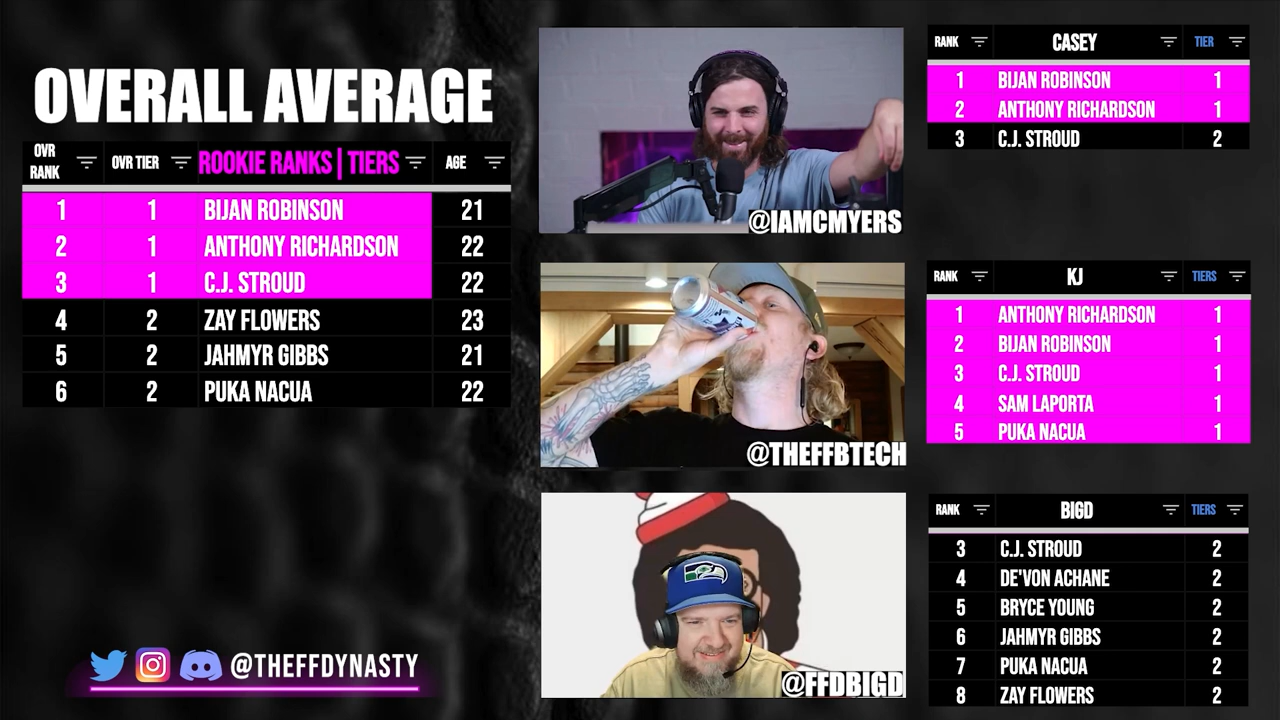 OVERALL AVERAGE
OVR RANK OVR TIER ROOKIE RANKS | TIERS AGE
1 1 BIJAN ROBINSON 21
2 1 ANTHONY RICHARDSON 22
3 1 C.J. STROUD 22
4 2 ZAY FLOWERS 23
5 2 JAHMYR GIBBS 21
6 2 PUKA NACUA 22
@THEFFDYNASTY
@IAMCMYERS
@THEFFBTECH
@FFDBIGD
RANK CASEY TIER
1 BIJAN ROBINSON 1
2 ANTHONY RICHARDSON 1
3 C.J. STROUD 2
RANK KJ TIERS
1 ANTHONY RICHARDSON 1
2 BIJAN ROBINSON 1
3 C.J. STROUD 1
4 SAM LAPORTA 1
5 PUKA NACUA 1
RANK BIGD TIERS
3 C.J. STROUD 2
4 DE'VON ACHANE 2
5 BRYCE YOUNG 2
6 JAHMYR GIBBS 2
7 PUKA NACUA 2
8 ZAY FLOWERS 2